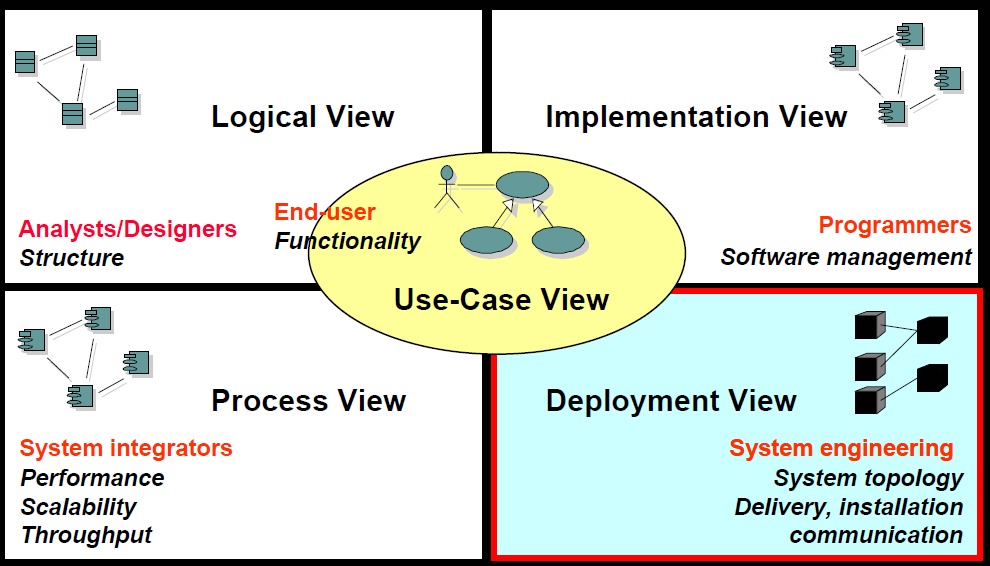 Logical View
Implementation View
End-user
Functionality
Analysts/Designers
Structure
Programmers
Software management
Use-Case View
Process View
System integrators
Performance
Scalability
Throughput
Deployment View
System engineering
System topology
Delivery, installation
communication